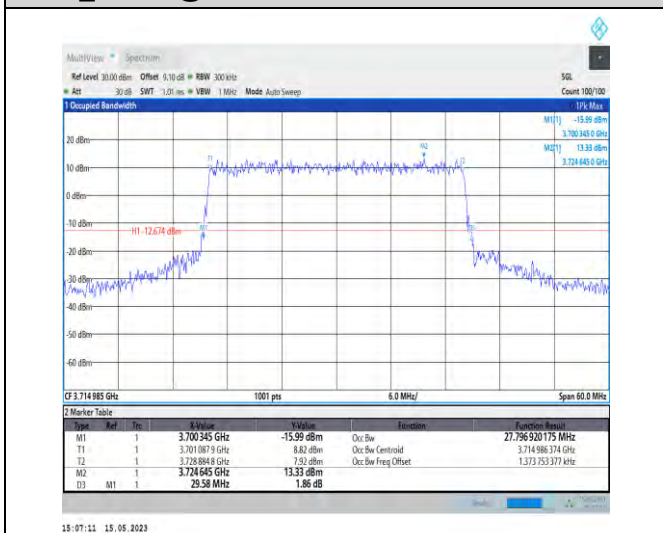 MultiView Spectrum
Ref Level 30.00 dBm Offset 9.10 dB RBW 300 kHz SGL
Att 30 dB SWT 1.01 ms VBW 1 MHz Mode Auto Sweep Count 100/100
1 Occupied Bandwidth 1Pk Max
M1[1] -15.99 dBm
3.700 345 0 GHz
M2[1] 13.33 dBm
3.724 645 0 GHz
20 dBm
10 dBm
0 dBm
-10 dBm
H1 -12.674 dBm
-20 dBm
-30 dBm
-40 dBm
-50 dBm
-60 dBm
T1
M2
T2
M1
CF 3.714 985 GHz 1001 pts 6.0 MHz/ Span 60.0 MHz
2 Marker Table
Type Ref Trc X-Value Y-Value Function Function Result
M1 1 3.700 345 GHz -15.99 dBm Occ Bw 27.796 920 175 MHz
T1 1 3.701 087 9 GHz 8.82 dBm Occ Bw Centroid 3.714 986 374 GHz
T2 1 3.728 884 8 GHz 7.92 dBm Occ Bw Freq Offset 1.373 753 377 kHz
M2 1 3.724 645 GHz 13.33 dBm
D3 M1 1 29.58 MHz 1.86 dB
15:07:11 15.05.2023